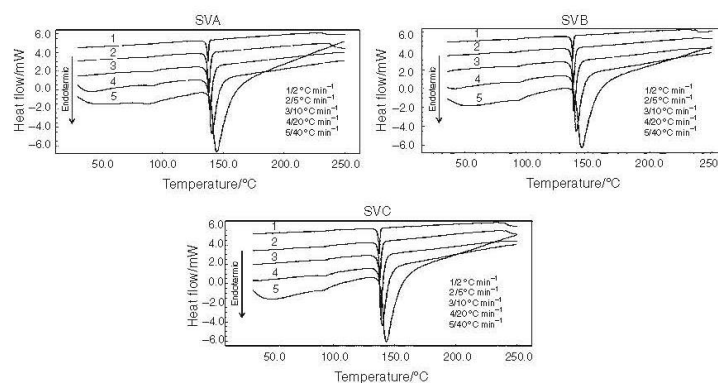 SVA
6.0
4.0
2.0
0.0
−2.0
−4.0
−6.0
Heat flow/mW
Endotermic
1
2
3
4
5
1/2 °C min−1
2/5°C min−1
3/10°C min−1
4/20°C min−1
5/40°C min−1
50.0 100.0 150.0 200.0 250.0
Temperature/°C
SVB
6.0
4.0
2.0
0.0
−2.0
−4.0
−6.0
Heat flow/mW
Endotermic
1
2
3
4
5
1/2 °C min−1
2/5°C min−1
3/10°C min−1
4/20°C min−1
5/40°C min−1
50.0 100.0 150.0 200.0 250.0
Temperature/°C
SVC
6.0
4.0
2.0
0.0
−2.0
−4.0
−6.0
Heat flow/mW
Endotermic
1
2
3
4
5
1/2 °C min−1
2/5°C min−1
3/10°C min−1
4/20°C min−1
5/40°C min−1
50.0 100.0 150.0 200.0 250.0
Temperature/°C